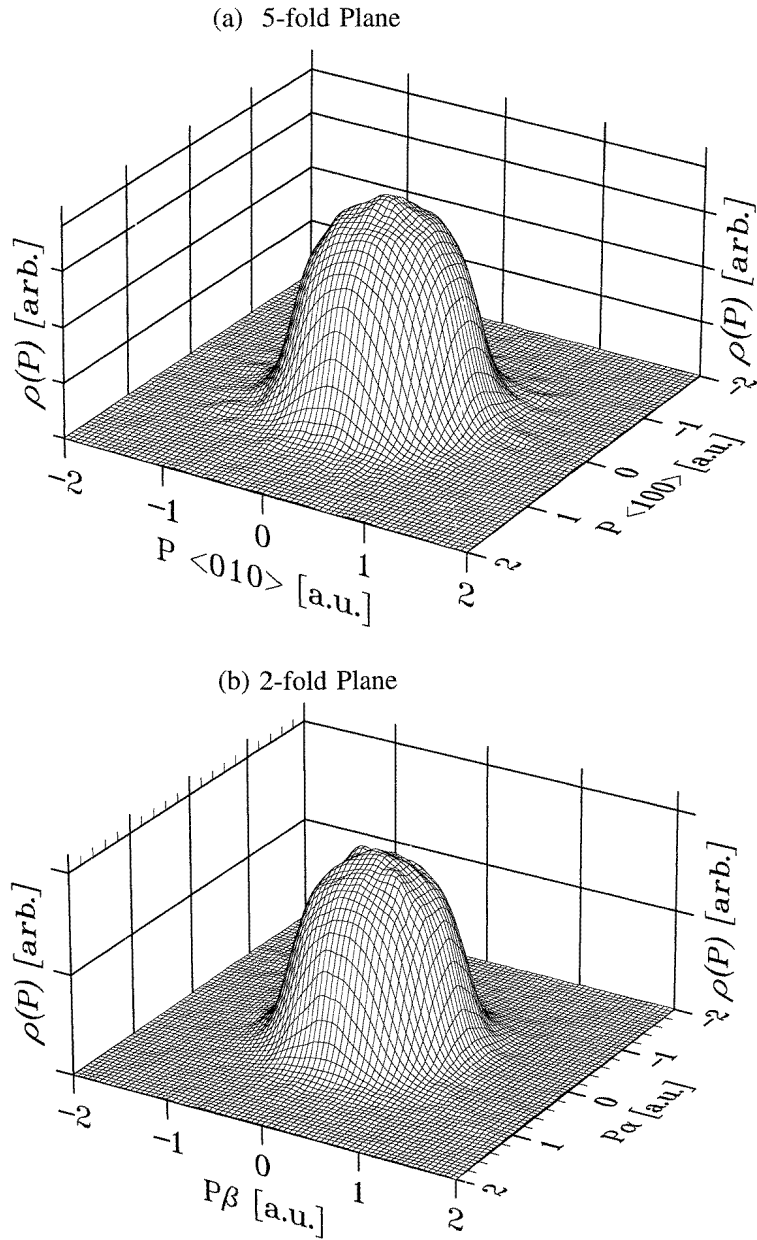 (a) 5-fold Plane
ρ(P) [arb.]
ρ(P) [arb.]
-2
-1
0
1
2
P <010> [a.u.]
-2
-1
0
1
2
P <100> [a.u.]
(b) 2-fold Plane
ρ(P) [arb.]
ρ(P) [arb.]
-2
-1
0
1
2
Pβ [a.u.]
-2
-1
0
1
2
Pα [a.u.]